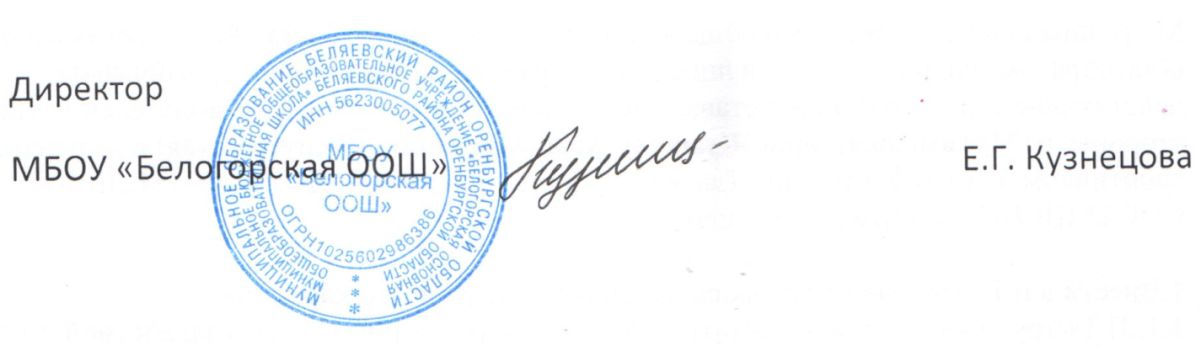 Директор
МБОУ «Белогорская ООШ»
Е.Г. Кузнецова
МУНИЦИПАЛЬНОЕ ОБРАЗОВАНИЕ БЕЛЯЕВСКИЙ РАЙОН ОРЕНБУРГСКОЙ ОБЛАСТИ
МУНИЦИПАЛЬНОЕ БЮДЖЕТНОЕ ОБЩЕОБРАЗОВАТЕЛЬНОЕ УЧРЕЖДЕНИЕ «БЕЛОГОРСКАЯ ОСНОВНАЯ
ОБЩЕОБРАЗОВАТЕЛЬНАЯ ШКОЛА» БЕЛЯЕВСКОГО РАЙОНА ОРЕНБУРГСКОЙ ОБЛАСТИ
ИНН 5623005077
МБОУ
«Белогорская
ООШ»
ОГРН1025602986386
* * *